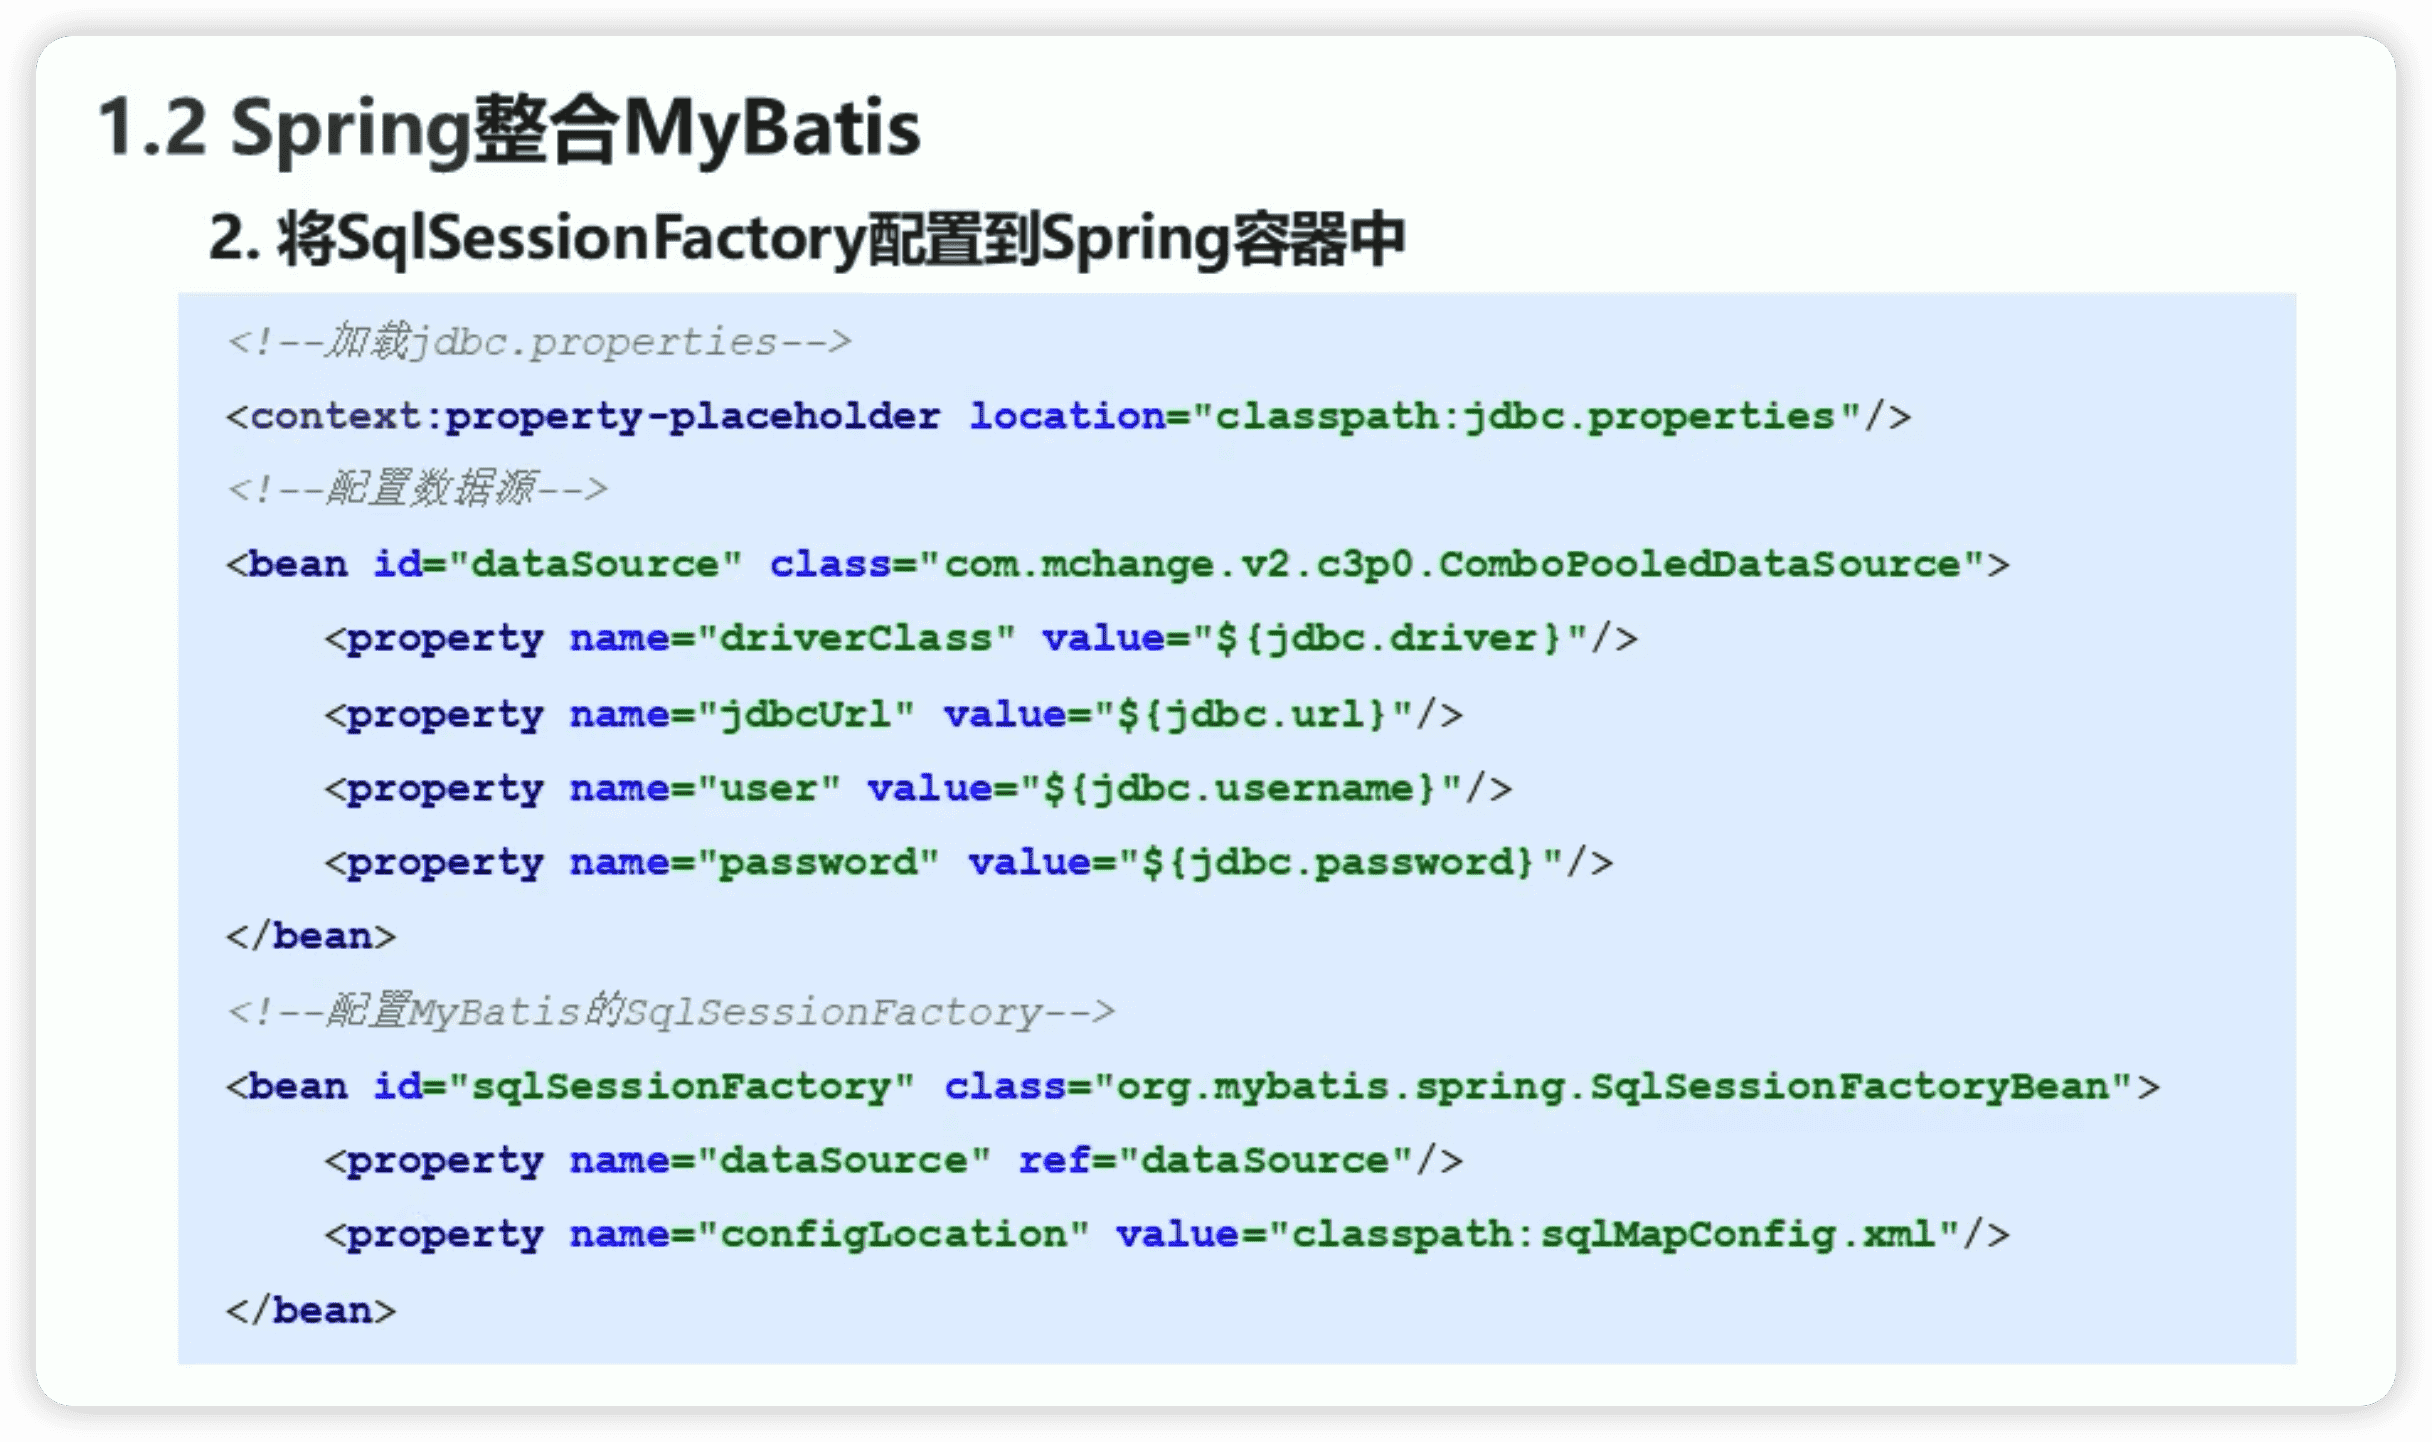 1.2 Spring整合MyBatis
2. 将SqlSessionFactory配置到Spring容器中
<!--加载jdbc.properties-->
<context:property-placeholder location="classpath:jdbc.properties"/>
<!--配置数据源-->
<bean id="dataSource" class="com.mchange.v2.c3p0.ComboPooledDataSource">
    <property name="driverClass" value="${jdbc.driver}"/>
    <property name="jdbcUrl" value="${jdbc.url}"/>
    <property name="user" value="${jdbc.username}"/>
    <property name="password" value="${jdbc.password}"/>
</bean>
<!--配置MyBatis的SqlSessionFactory-->
<bean id="sqlSessionFactory" class="org.mybatis.spring.SqlSessionFactoryBean">
    <property name="dataSource" ref="dataSource"/>
    <property name="configLocation" value="classpath:sqlMapConfig.xml"/>
</bean>